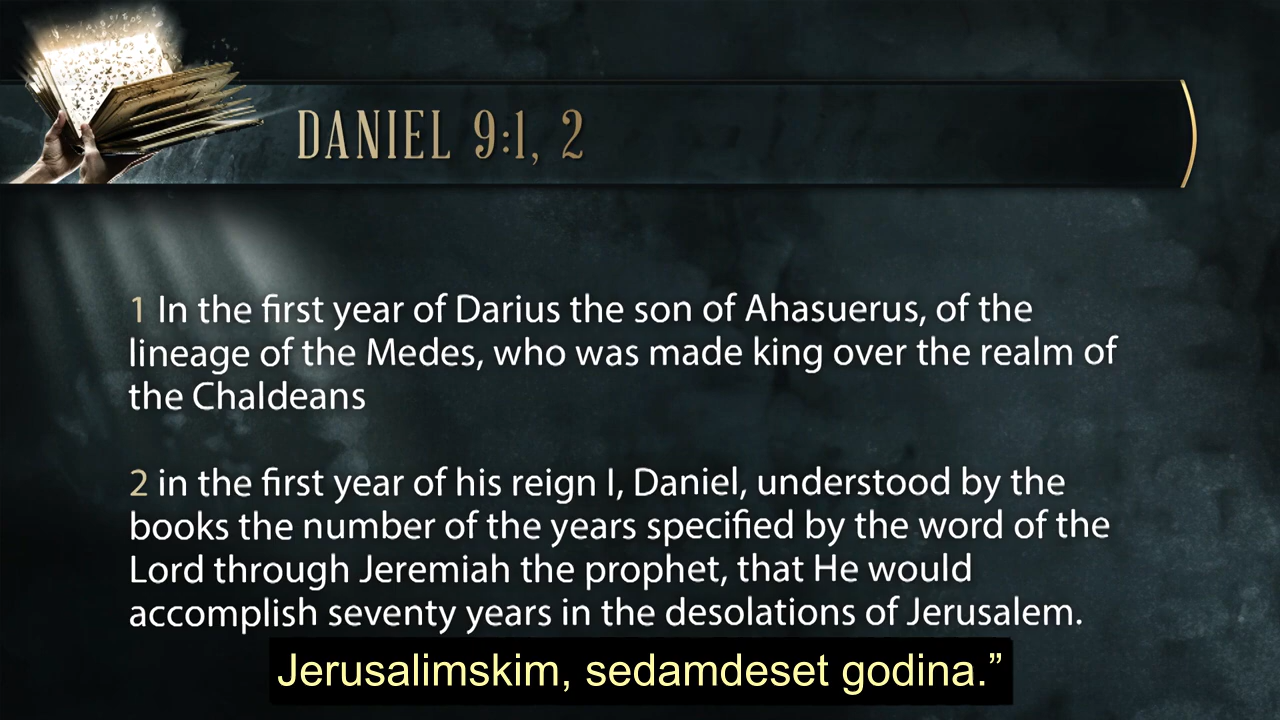 DANIEL 9:1, 2
1 In the first year of Darius the son of Ahasuerus, of the
lineage of the Medes, who was made king over the realm of
the Chaldeans
2 in the first year of his reign I, Daniel, understood by the
books the number of the years specified by the word of the
Lord through Jeremiah the prophet, that He would
accomplish seventy years in the desolations of Jerusalem.
Jerusalimskim, sedamdeset godina.”